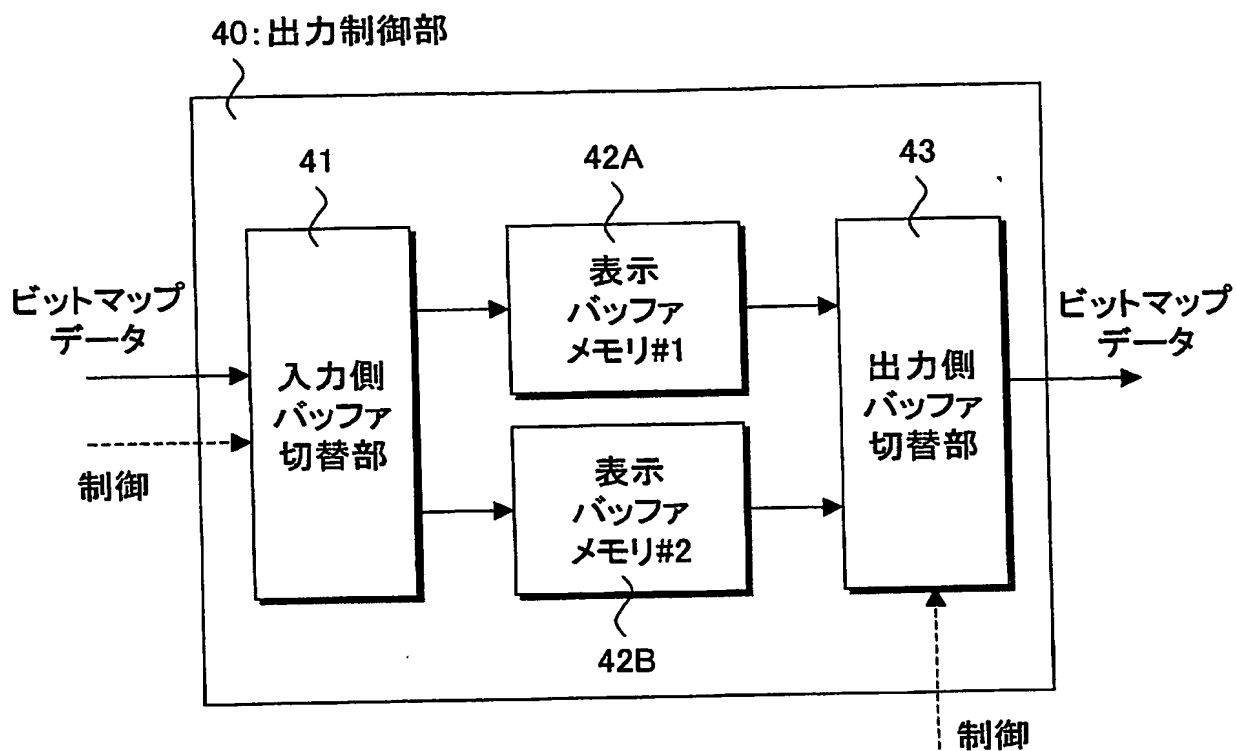 40:出力制御部
41
42A
43
ビットマップ
データ
制御
入力側
バッファ
切替部
表示
バッファ
メモリ#1
表示
バッファ
メモリ#2
42B
出力側
バッファ
切替部
ビットマップ
データ
制御